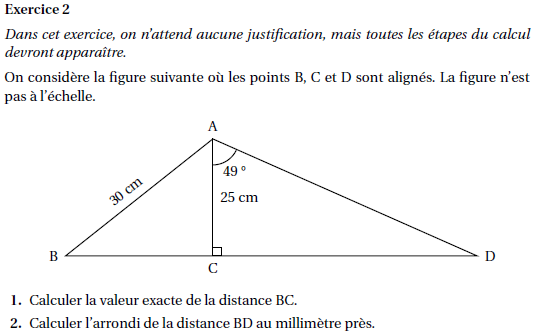 Exercice 2
Dans cet exercice, on n'attend aucune justification, mais toutes les étapes du calcul
devront apparaître.
On considère la figure suivante où les points B, C et D sont alignés. La figure n'est
pas à l'échelle.
A
49 °
30 cm
25 cm
B
D
C
1. Calculer la valeur exacte de la distance BC.
2. Calculer l'arrondi de la distance BD au millimètre près.